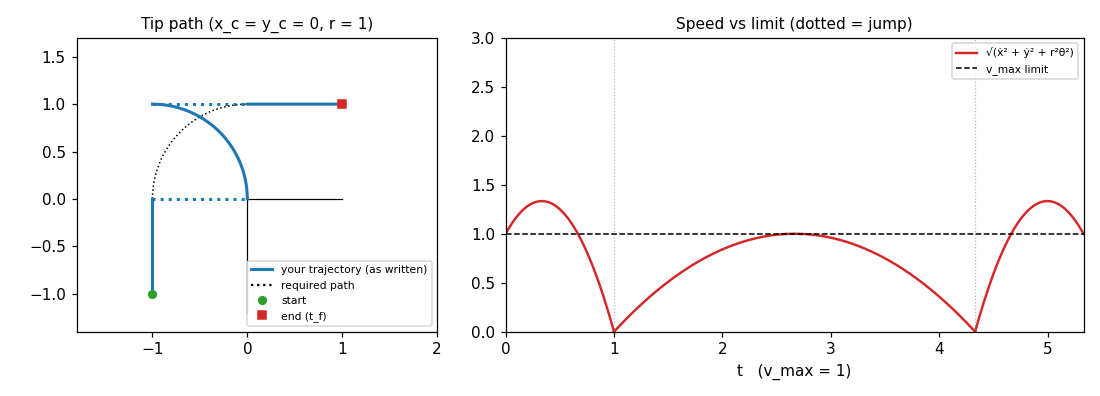 Tip path (x_c = y_c = 0, r = 1)
1.5
1.0
0.5
0.0
−0.5
−1.0
−1
0
1
2
your trajectory (as written)
required path
start
end (t_f)
Speed vs limit (dotted = jump)
3.0
2.5
2.0
1.5
1.0
0.5
0.0
0
1
2
3
4
5
t (v_max = 1)
√(ẋ² + ẏ² + r²θ̇²)
v_max limit